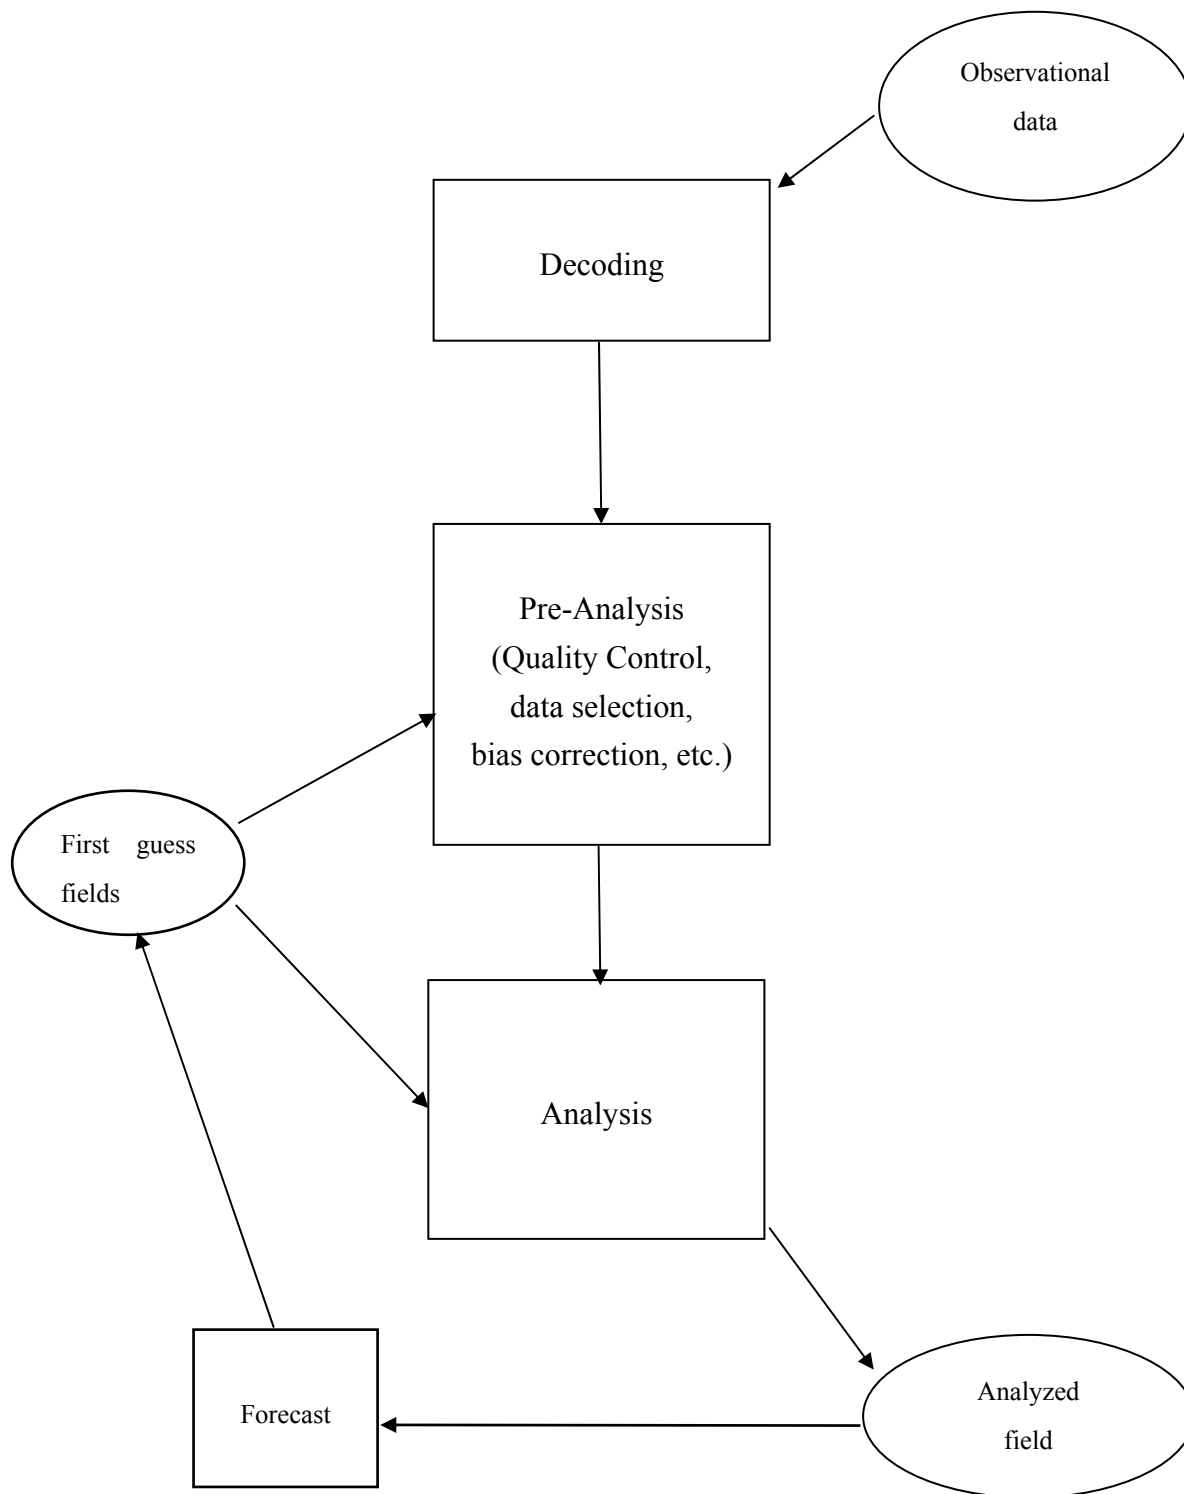 Observational
data
Decoding
Pre-Analysis
(Quality Control,
data selection,
bias correction, etc.)
First guess
fields
Analysis
Forecast
Analyzed
field